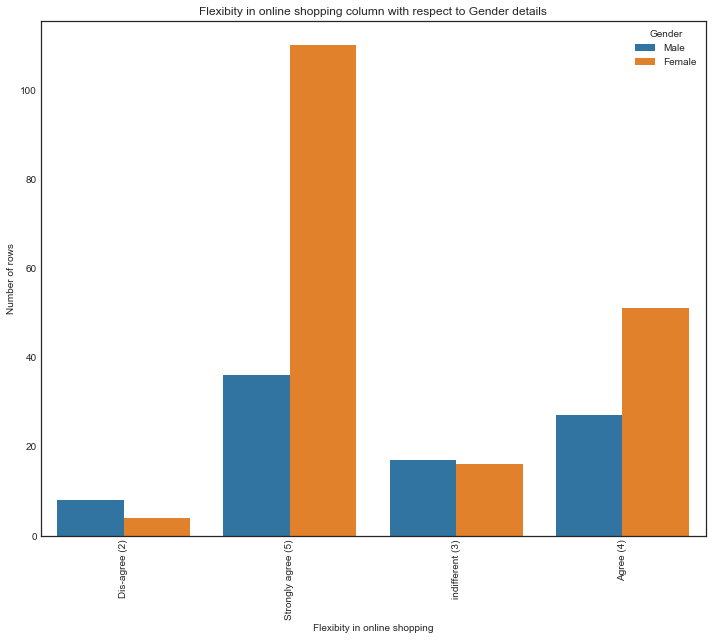 Flexibity in online shopping column with respect to Gender details
Gender
Male
Female
100
80
60
40
20
0
Number of rows
Dis-agree (2)
Strongly agree (5)
indifferent (3)
Agree (4)
Flexibity in online shopping